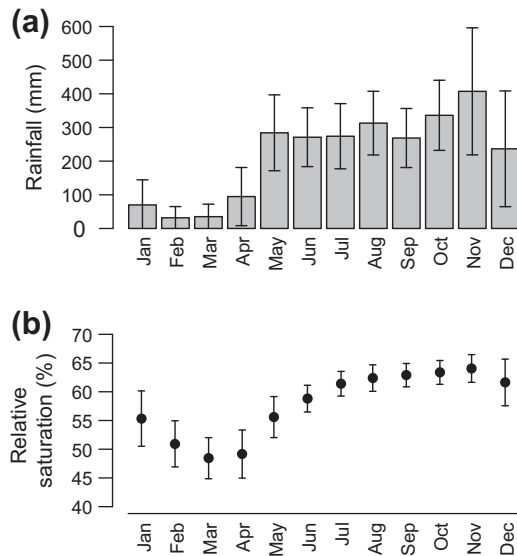 (a)
Rainfall (mm)
600
500
400
300
200
100
0
Jan Feb Mar Apr May Jun Jul Aug Sep Oct Nov Dec
(b)
Relative
saturation (%)
70
65
60
55
50
45
40
Jan Feb Mar Apr May Jun Jul Aug Sep Oct Nov Dec